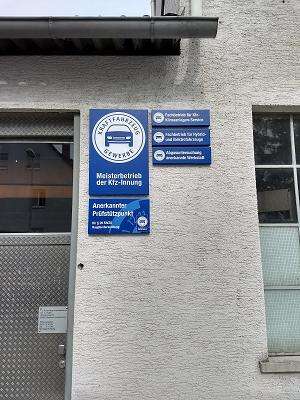 KRAFTFAHRZEUG
GEWERBE
Meisterbetrieb
der Kfz-Innung
Anerkannter
Prüfstützpunkt
Fachbetrieb für Kfz-
Klimaanlagen-Service
Fachbetrieb für Hybrid-
und Elektrofahrzeuge
Abgasuntersuchung
anerkannte Werkstatt